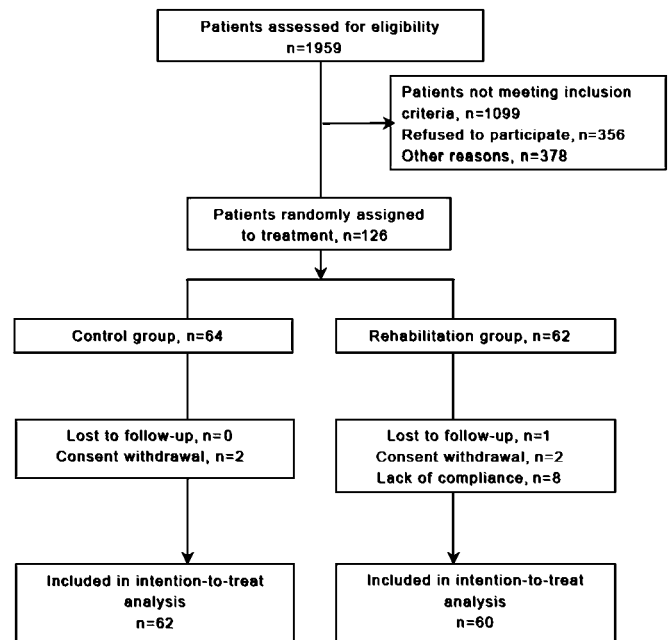 Patients assessed for eligibility
n=1959
Patients not meeting inclusion
criteria, n=1099
Refused to participate, n=356
Other reasons, n=378
Patients randomly assigned
to treatment, n=126
Control group, n=64
Rehabilitation group, n=62
Lost to follow-up, n=0
Consent withdrawal, n=2
Lost to follow-up, n=1
Consent withdrawal, n=2
Lack of compliance, n=8
Included in intention-to-treat
analysis
n=62
Included in intention-to-treat
analysis
n=60